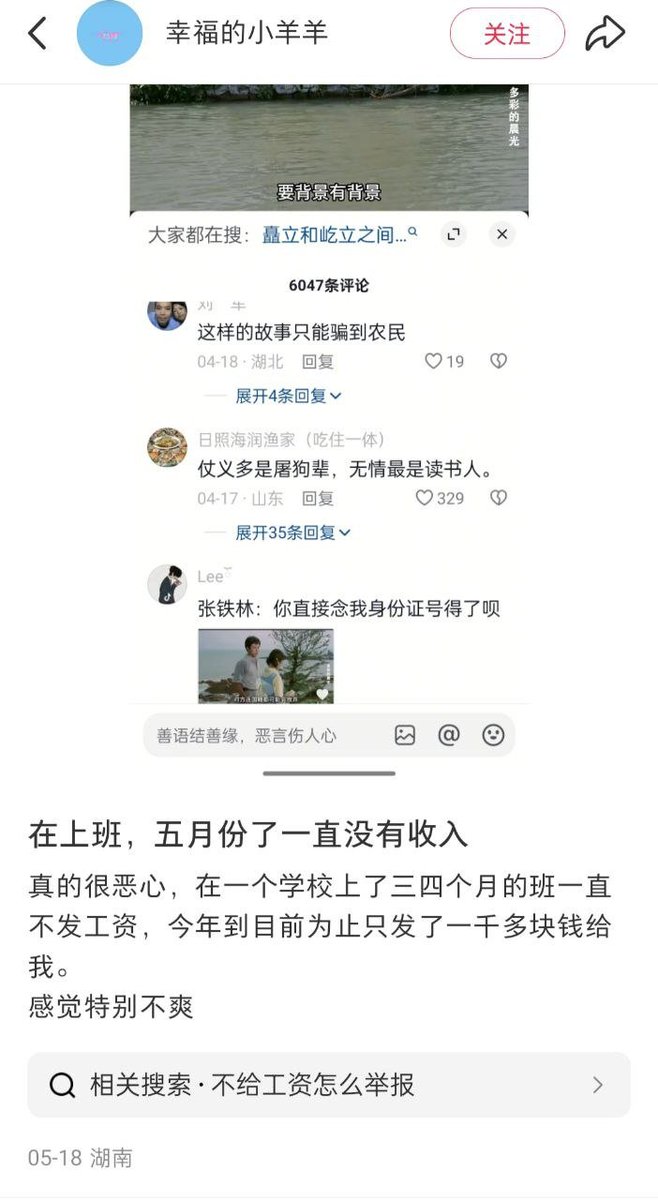 幸福的小羊羊
关注
多彩的晨光
要背景有背景
大家都在搜：矗立和屹立之间...
6047条评论
这样的故事只能骗到农民
04-18·湖北 回复
19
展开4条回复
日照海润渔家（吃住一体）
仗义多是屠狗辈，无情最是读书人。
04-17·山东 回复
329
展开35条回复
Lee
张铁林：你直接念我身份证号得了呗
善语结善缘，恶言伤人心
在上班，五月份了一直没有收入
真的很恶心，在一个学校上了三四个月的班一直
不发工资，今年到目前为止只发了一千多块钱给
我。
感觉特别不爽
相关搜索·不给工资怎么举报
05-18 湖南